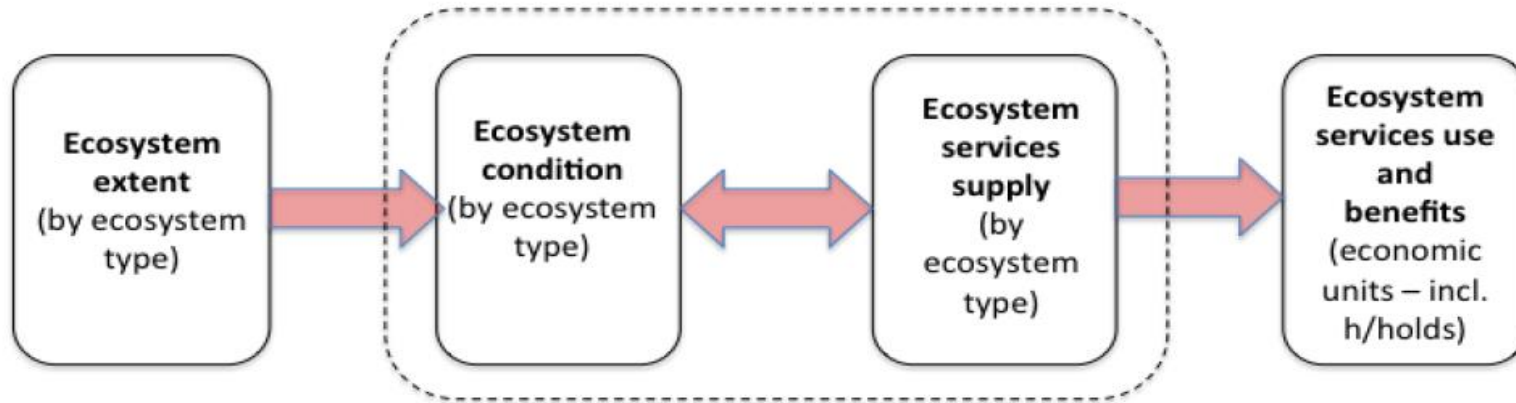 Ecosystem
extent
(by ecosystem
type)
Ecosystem
condition
(by ecosystem
type)
Ecosystem
services
supply
(by
ecosystem
type)
Ecosystem
services use
and
benefits
(economic
units – incl.
h/holds)